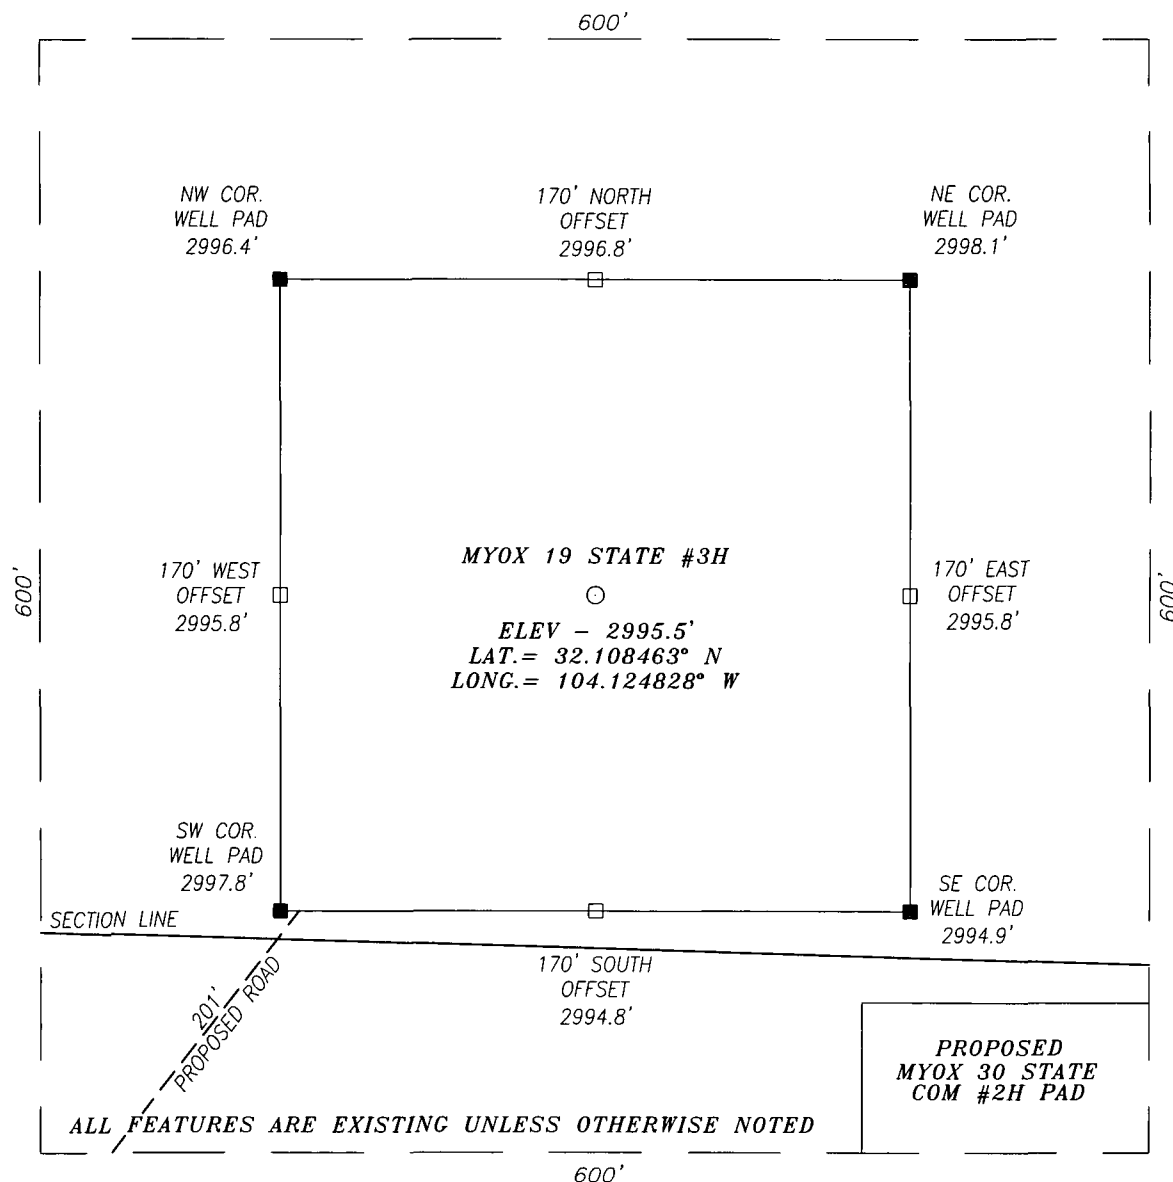 600'
NW COR.
WELL PAD
2996.4'
170' NORTH
OFFSET
2996.8'
NE COR.
WELL PAD
2998.1'
600'
170' WEST
OFFSET
2995.8'
MYOX 19 STATE #3H
ELEV - 2995.5'
LAT.= 32.108463° N
LONG.= 104.124828° W
170' EAST
OFFSET
2995.8'
600'
SW COR.
WELL PAD
2997.8'
SE COR.
WELL PAD
2994.9'
SECTION LINE
170' SOUTH
OFFSET
2994.8'
201'
PROPOSED ROAD
PROPOSED
MYOX 30 STATE
COM #2H PAD
ALL FEATURES ARE EXISTING UNLESS OTHERWISE NOTED
600'